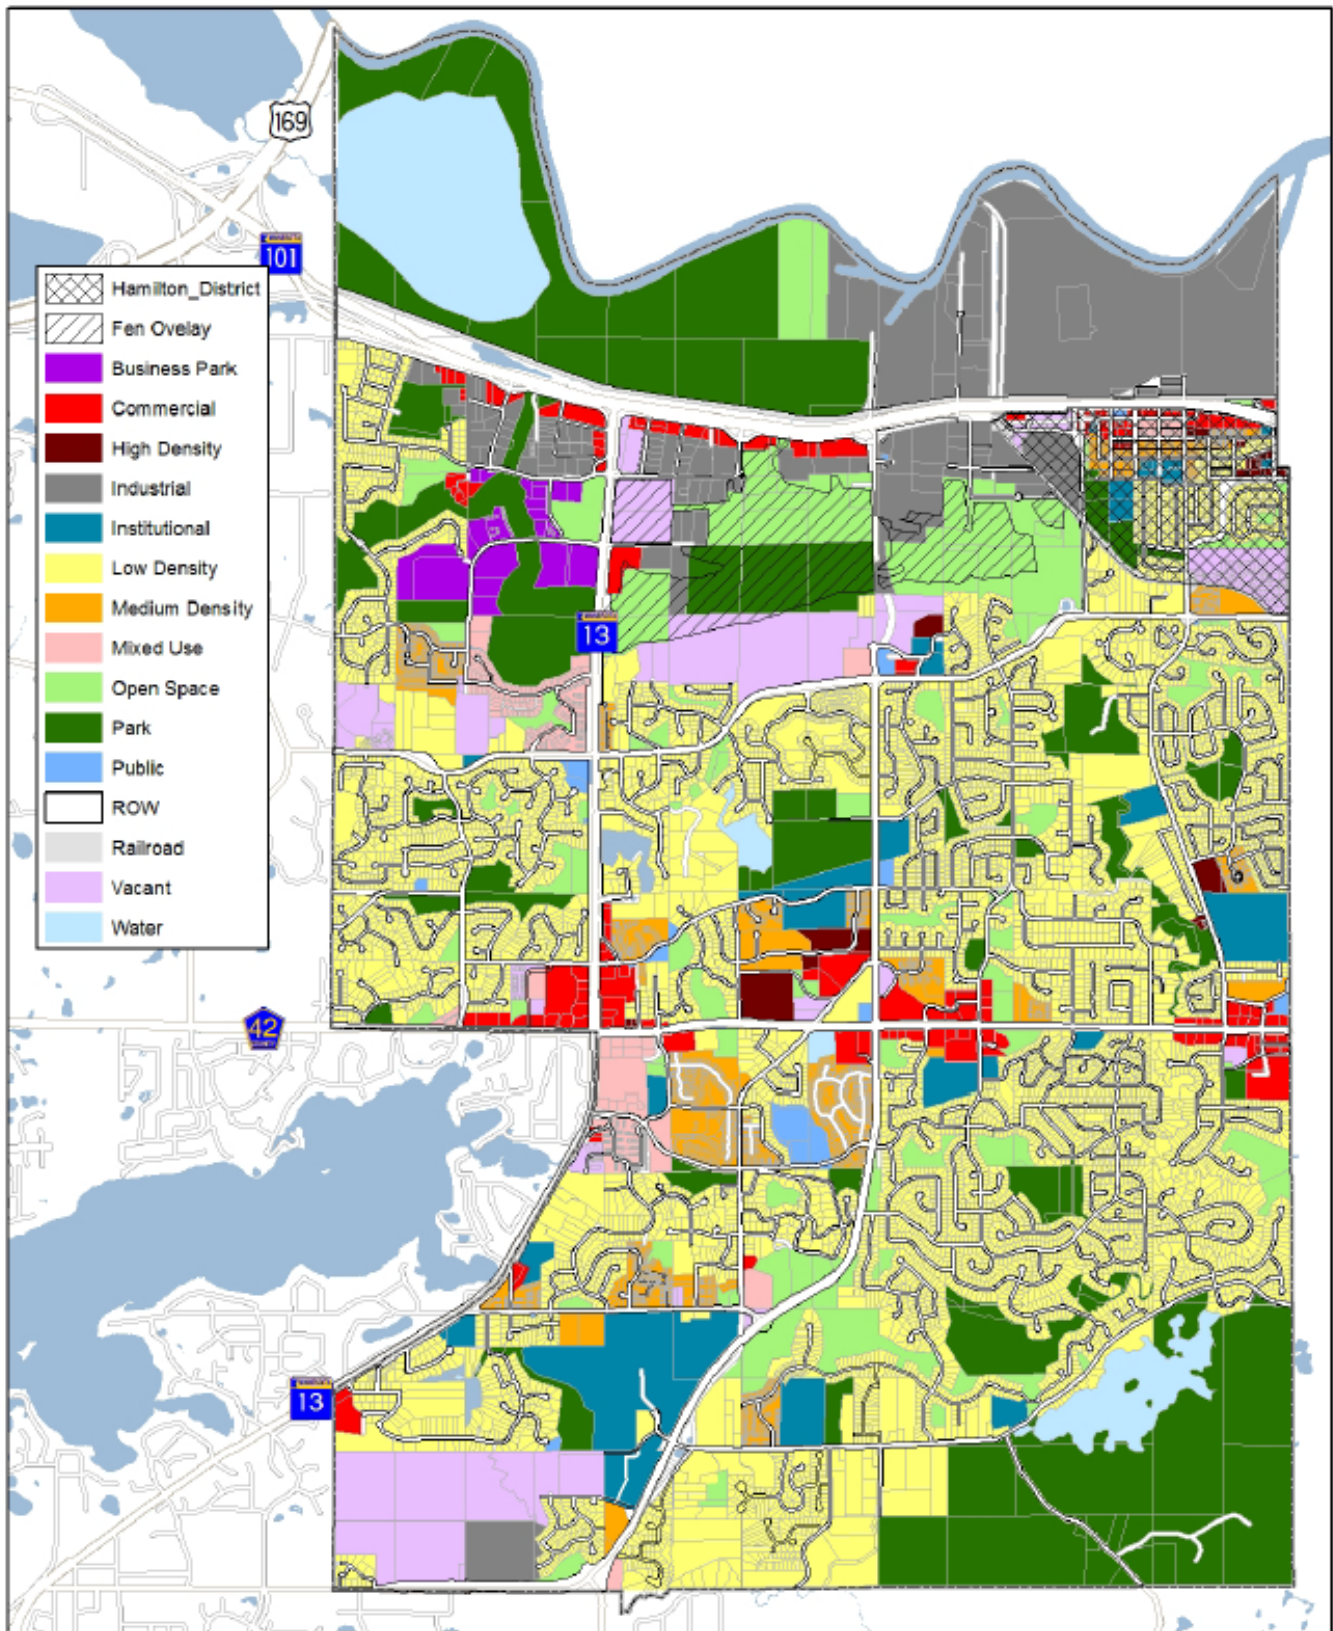 169
101
Hamilton_District
Fen Ovelay
Business Park
Commercial
High Density
Industrial
Institutional
Low Density
Medium Density
Mixed Use
Open Space
Park
Public
ROW
Railroad
Vacant
Water
13
42
13